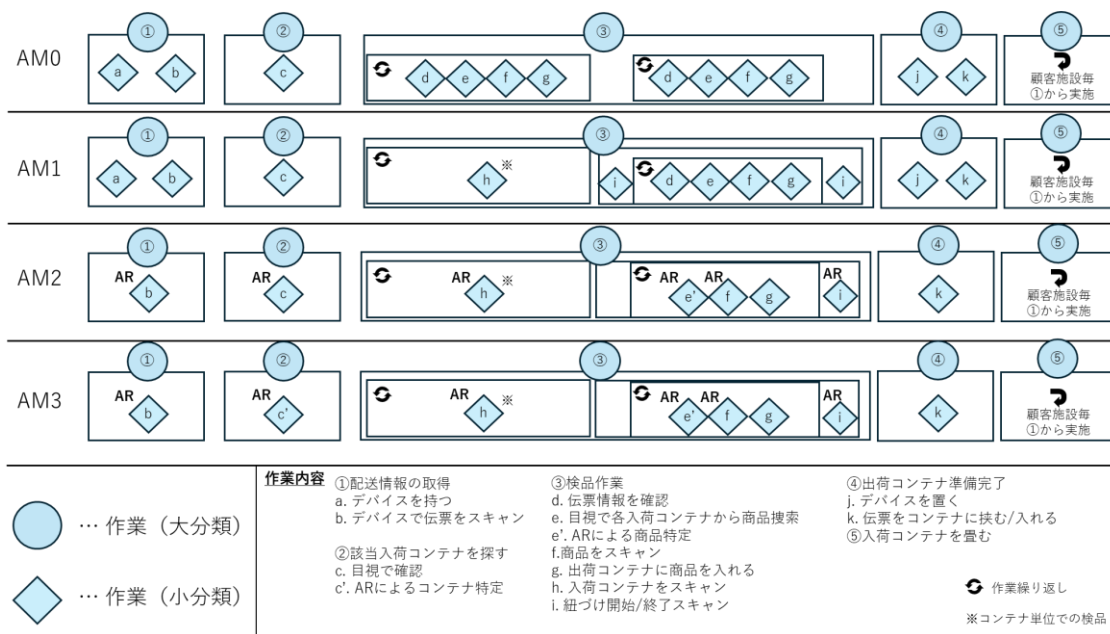 ① ② ③ ④ ⑤
AM0
a b c d e f g d e f g j k
顧客施設毎
①から実施
① ② ③ ④ ⑤
AM1
a b c h ※ i d e f g i j k
顧客施設毎
①から実施
① ② ③ ④ ⑤
AM2
AR AR AR AR AR AR
b c h ※ e' f g i k
顧客施設毎
①から実施
① ② ③ ④ ⑤
AM3
AR AR AR AR AR AR
b c' h ※ e' f g i k
顧客施設毎
①から実施
… 作業（大分類）
… 作業（小分類）
作業内容
①配送情報の取得
a. デバイスを持つ
b. デバイスで伝票をスキャン
②該当入荷コンテナを探す
c. 目視で確認
c'. ARによるコンテナ特定
③検品作業
d. 伝票情報を確認
e. 目視で各入荷コンテナから商品捜索
e'. ARによる商品特定
f.商品をスキャン
g. 出荷コンテナに商品を入れる
h. 入荷コンテナをスキャン
i. 紐づけ開始/終了スキャン
④出荷コンテナ準備完了
j. デバイスを置く
k. 伝票をコンテナに挟む/入れる
⑤入荷コンテナを畳む
作業繰り返し
※コンテナ単位での検品